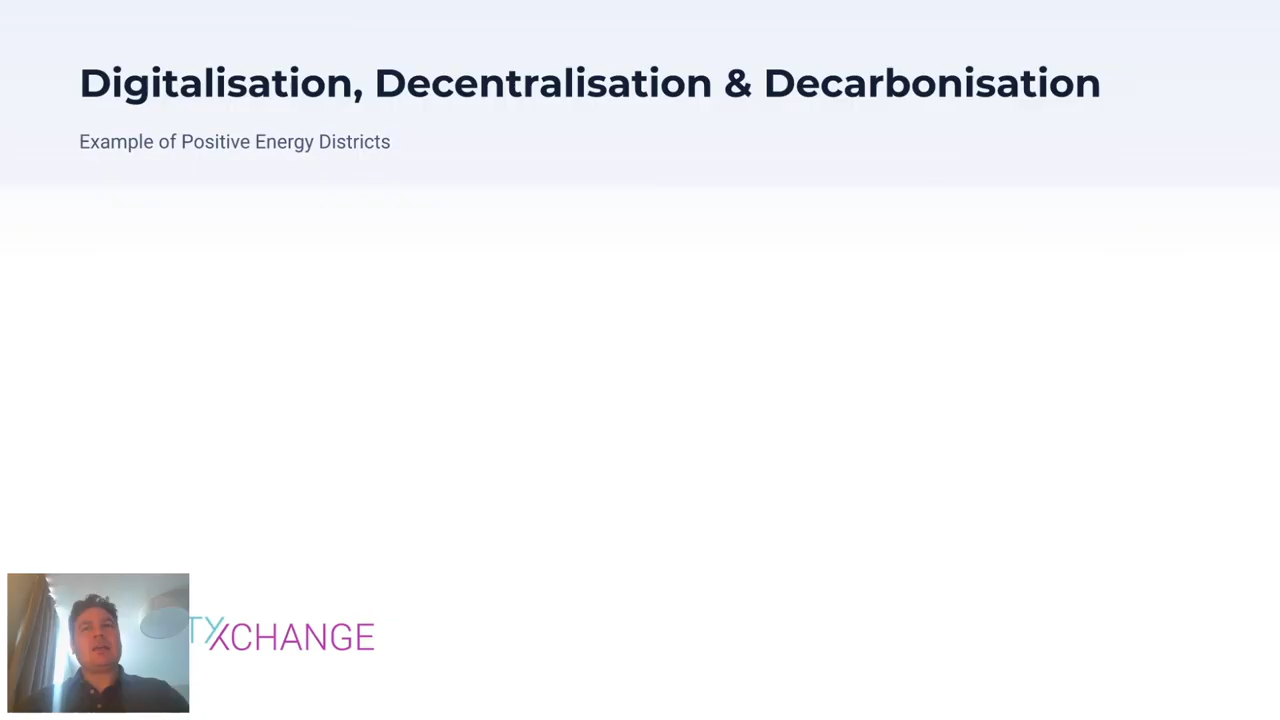 Digitalisation, Decentralisation & Decarbonisation
Example of Positive Energy Districts
TYXCHANGE